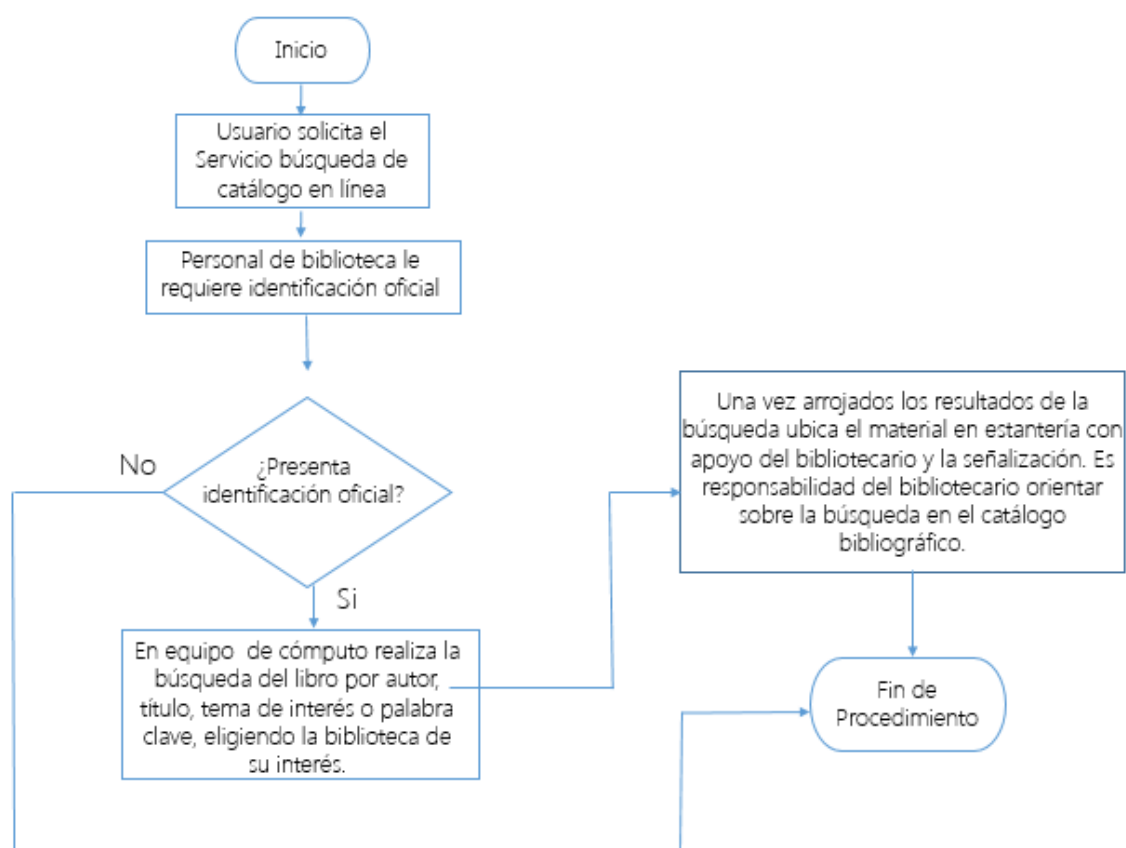 Inicio
Usuario solicita el
Servicio búsqueda de
catálogo en línea
Personal de biblioteca le
requiere identificación oficial
¿Presenta
identificación oficial?
No
Si
En equipo de cómputo realiza la
búsqueda del libro por autor,
título, tema de interés o palabra
clave, eligiendo la biblioteca de
su interés.
Una vez arrojados los resultados de la
búsqueda ubica el material en estantería con
apoyo del bibliotecario y la señalización. Es
responsabilidad del bibliotecario orientar
sobre la búsqueda en el catálogo
bibliográfico.
Fin de
Procedimiento